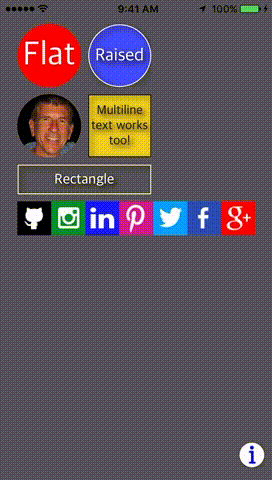 9:41 AM
100%
Flat
Raised
Multiline
text works
too!
Rectangle
in
f
g+
i